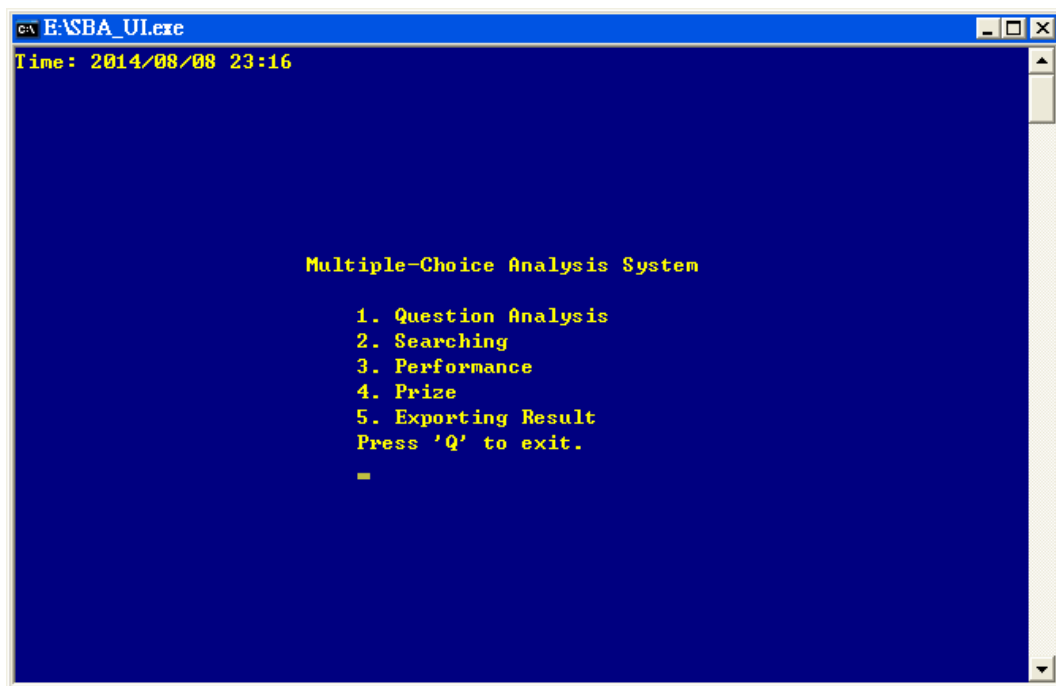 E:\SBA_UI.exe
Time: 2014/08/08 23:16
Multiple-Choice Analysis System
1. Question Analysis
2. Searching
3. Performance
4. Prize
5. Exporting Result
Press 'Q' to exit.